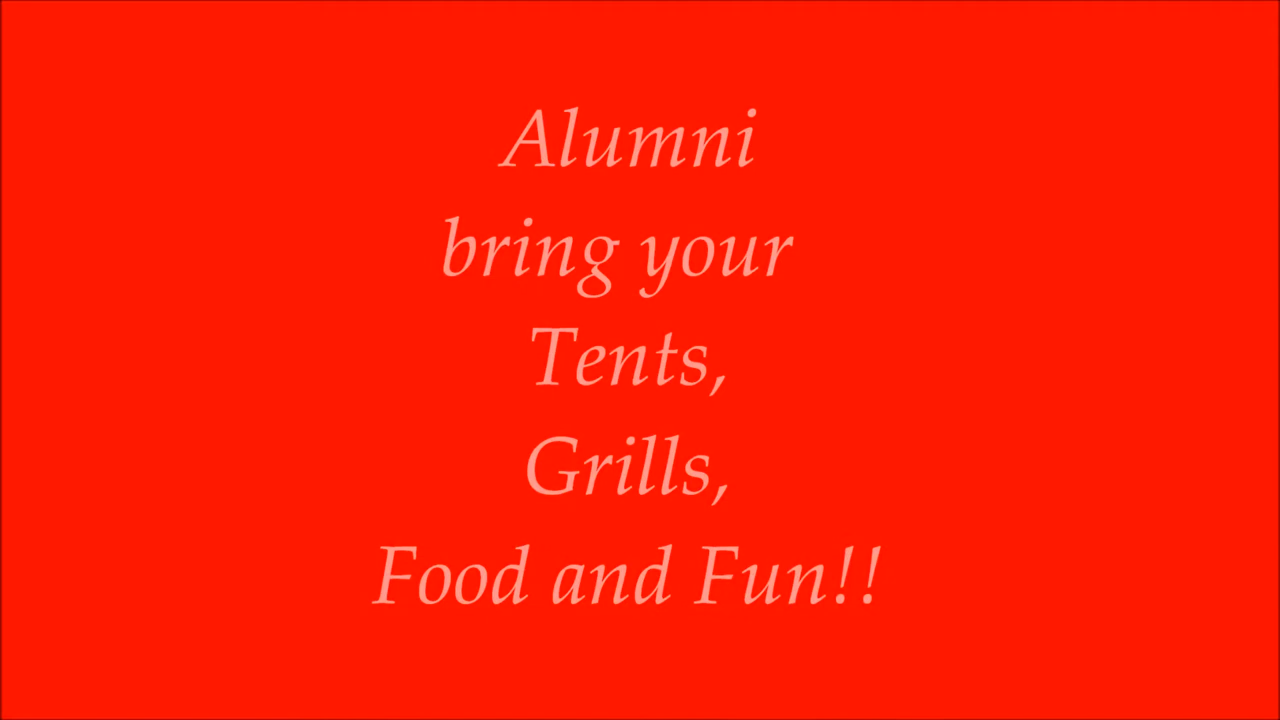 Alumni
bring your
Tents,
Grills,
Food and Fun!!